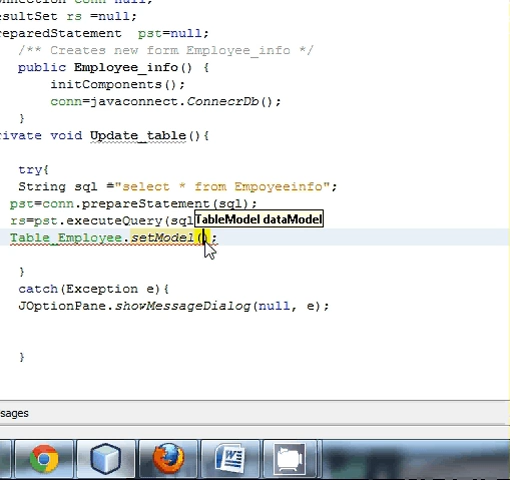 onnection conn=null;
esultSet rs =null;
reparedStatement  pst=null;
/** Creates new form Employee_info */
public Employee_info() {
initComponents();
conn=javaconnect.ConnecrDb();
}
rivate void Update_table(){
try{
String sql ="select * from Empoyeeinfo";
pst=conn.prepareStatement(sql);
rs=pst.executeQuery(sql
TableModel dataModel
Table_Employee.setModel();
}
catch(Exception e){
JOptionPane.showMessageDialog(null, e);
}
sages